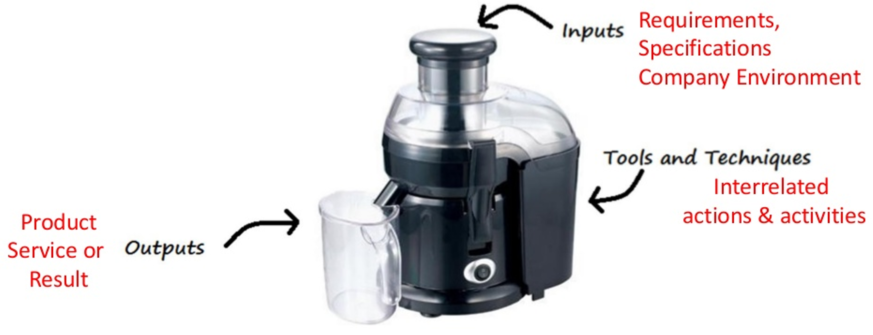 Inputs
Requirements,
Specifications
Company Environment
Tools and Techniques
Interrelated
actions & activities
Outputs
Product
Service or
Result